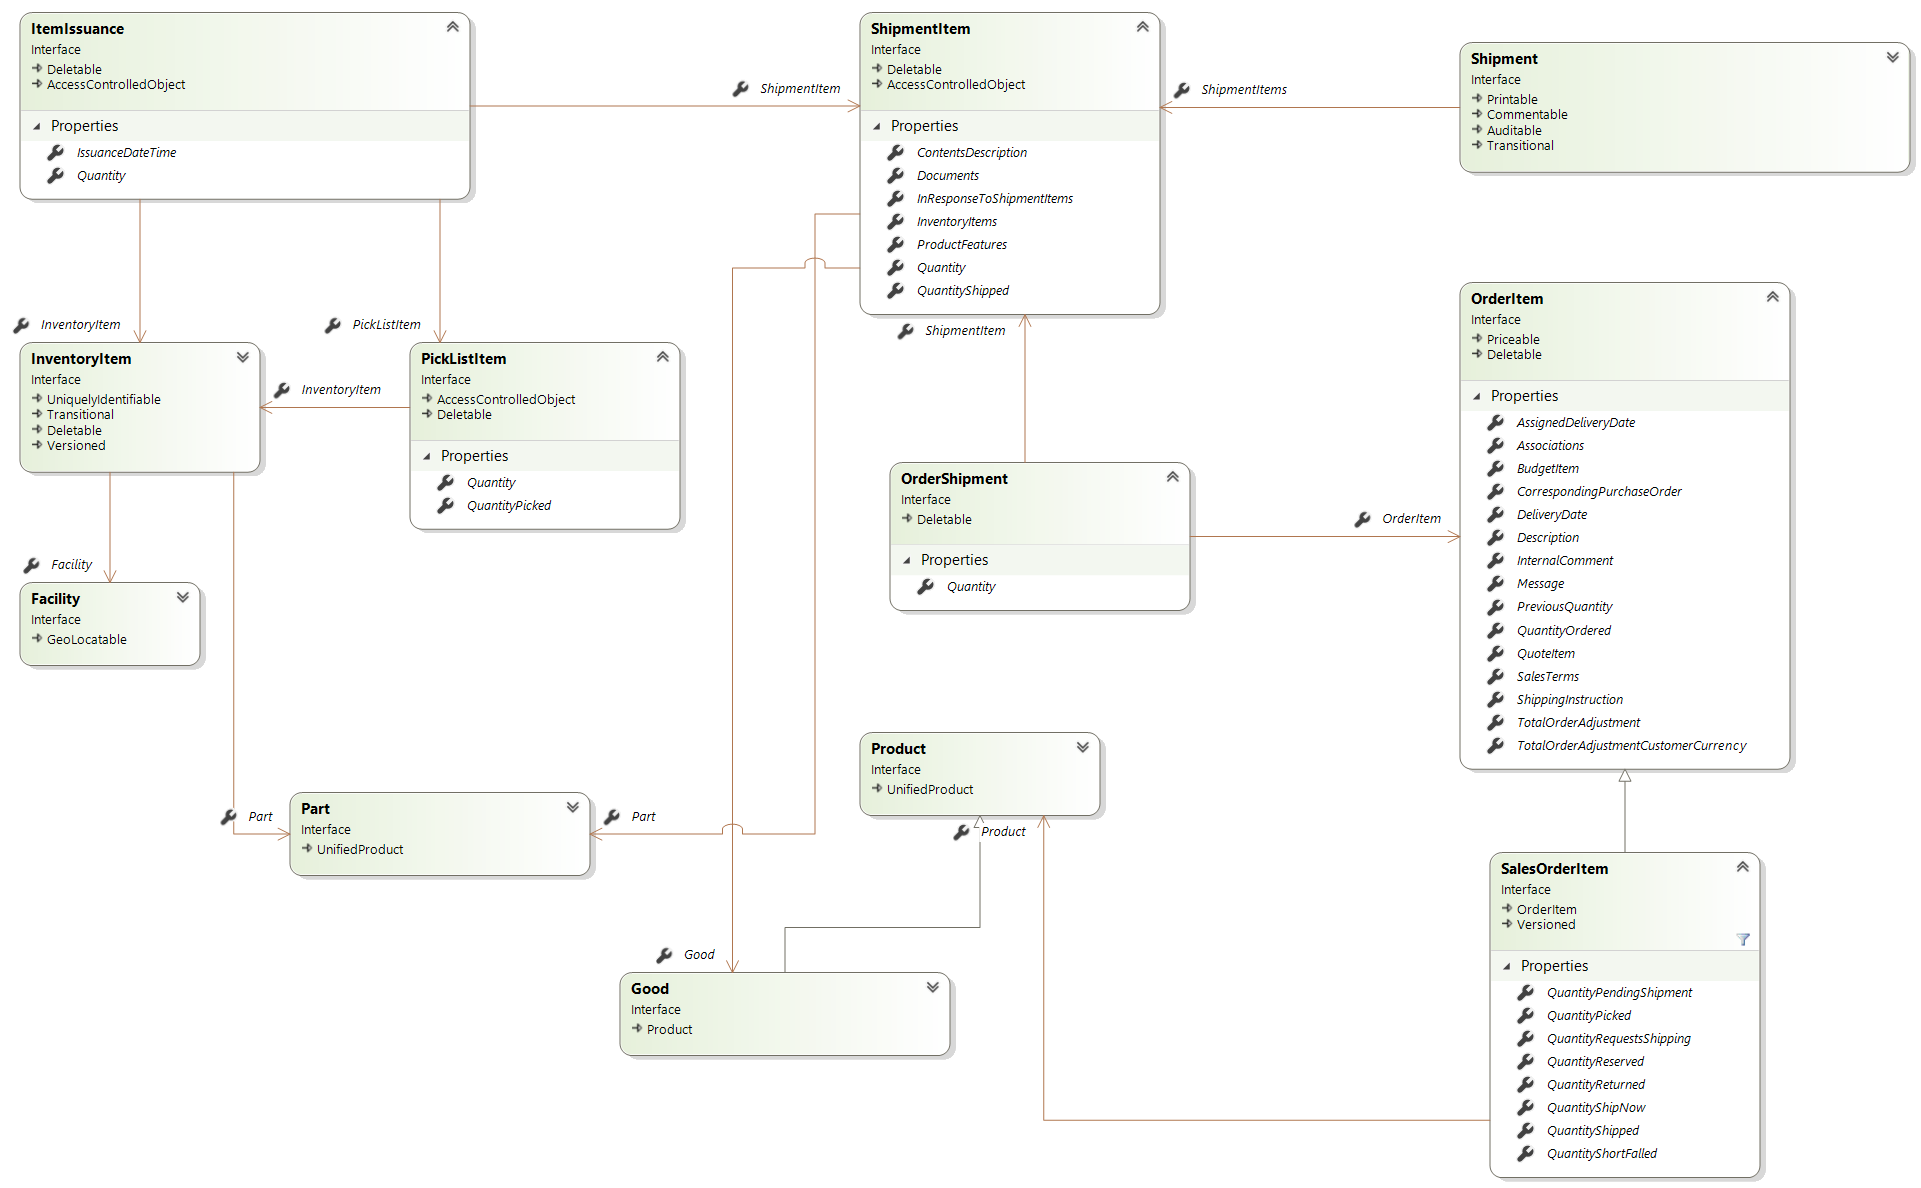 ItemIssuance
Interface
Deletable
AccessControlledObject
Properties
IssuanceDateTime
Quantity
ShipmentItem
ShipmentItem
Interface
Deletable
AccessControlledObject
Properties
ContentsDescription
Documents
InResponseToShipmentItems
InventoryItems
ProductFeatures
Quantity
QuantityShipped
ShipmentItems
Shipment
Interface
Printable
Commentable
Auditable
Transitional
InventoryItem
PickListItem
ShipmentItem
InventoryItem
Interface
UniquelyIdentifiable
Transitional
Deletable
Versioned
InventoryItem
PickListItem
Interface
AccessControlledObject
Deletable
Properties
Quantity
QuantityPicked
OrderShipment
Interface
Deletable
Properties
Quantity
OrderItem
OrderItem
Interface
Priceable
Deletable
Properties
AssignedDeliveryDate
Associations
BudgetItem
CorrespondingPurchaseOrder
DeliveryDate
Description
InternalComment
Message
PreviousQuantity
QuantityOrdered
QuoteItem
SalesTerms
ShippingInstruction
TotalOrderAdjustment
TotalOrderAdjustmentCustomerCurrency
Facility
Facility
Interface
GeoLocatable
Part
Part
Interface
UnifiedProduct
Part
Product
Interface
UnifiedProduct
Product
Good
Good
Interface
Product
SalesOrderItem
Interface
OrderItem
Versioned
Properties
QuantityPendingShipment
QuantityPicked
QuantityRequestsShipping
QuantityReserved
QuantityReturned
QuantityShipNow
QuantityShipped
QuantityShortFalled